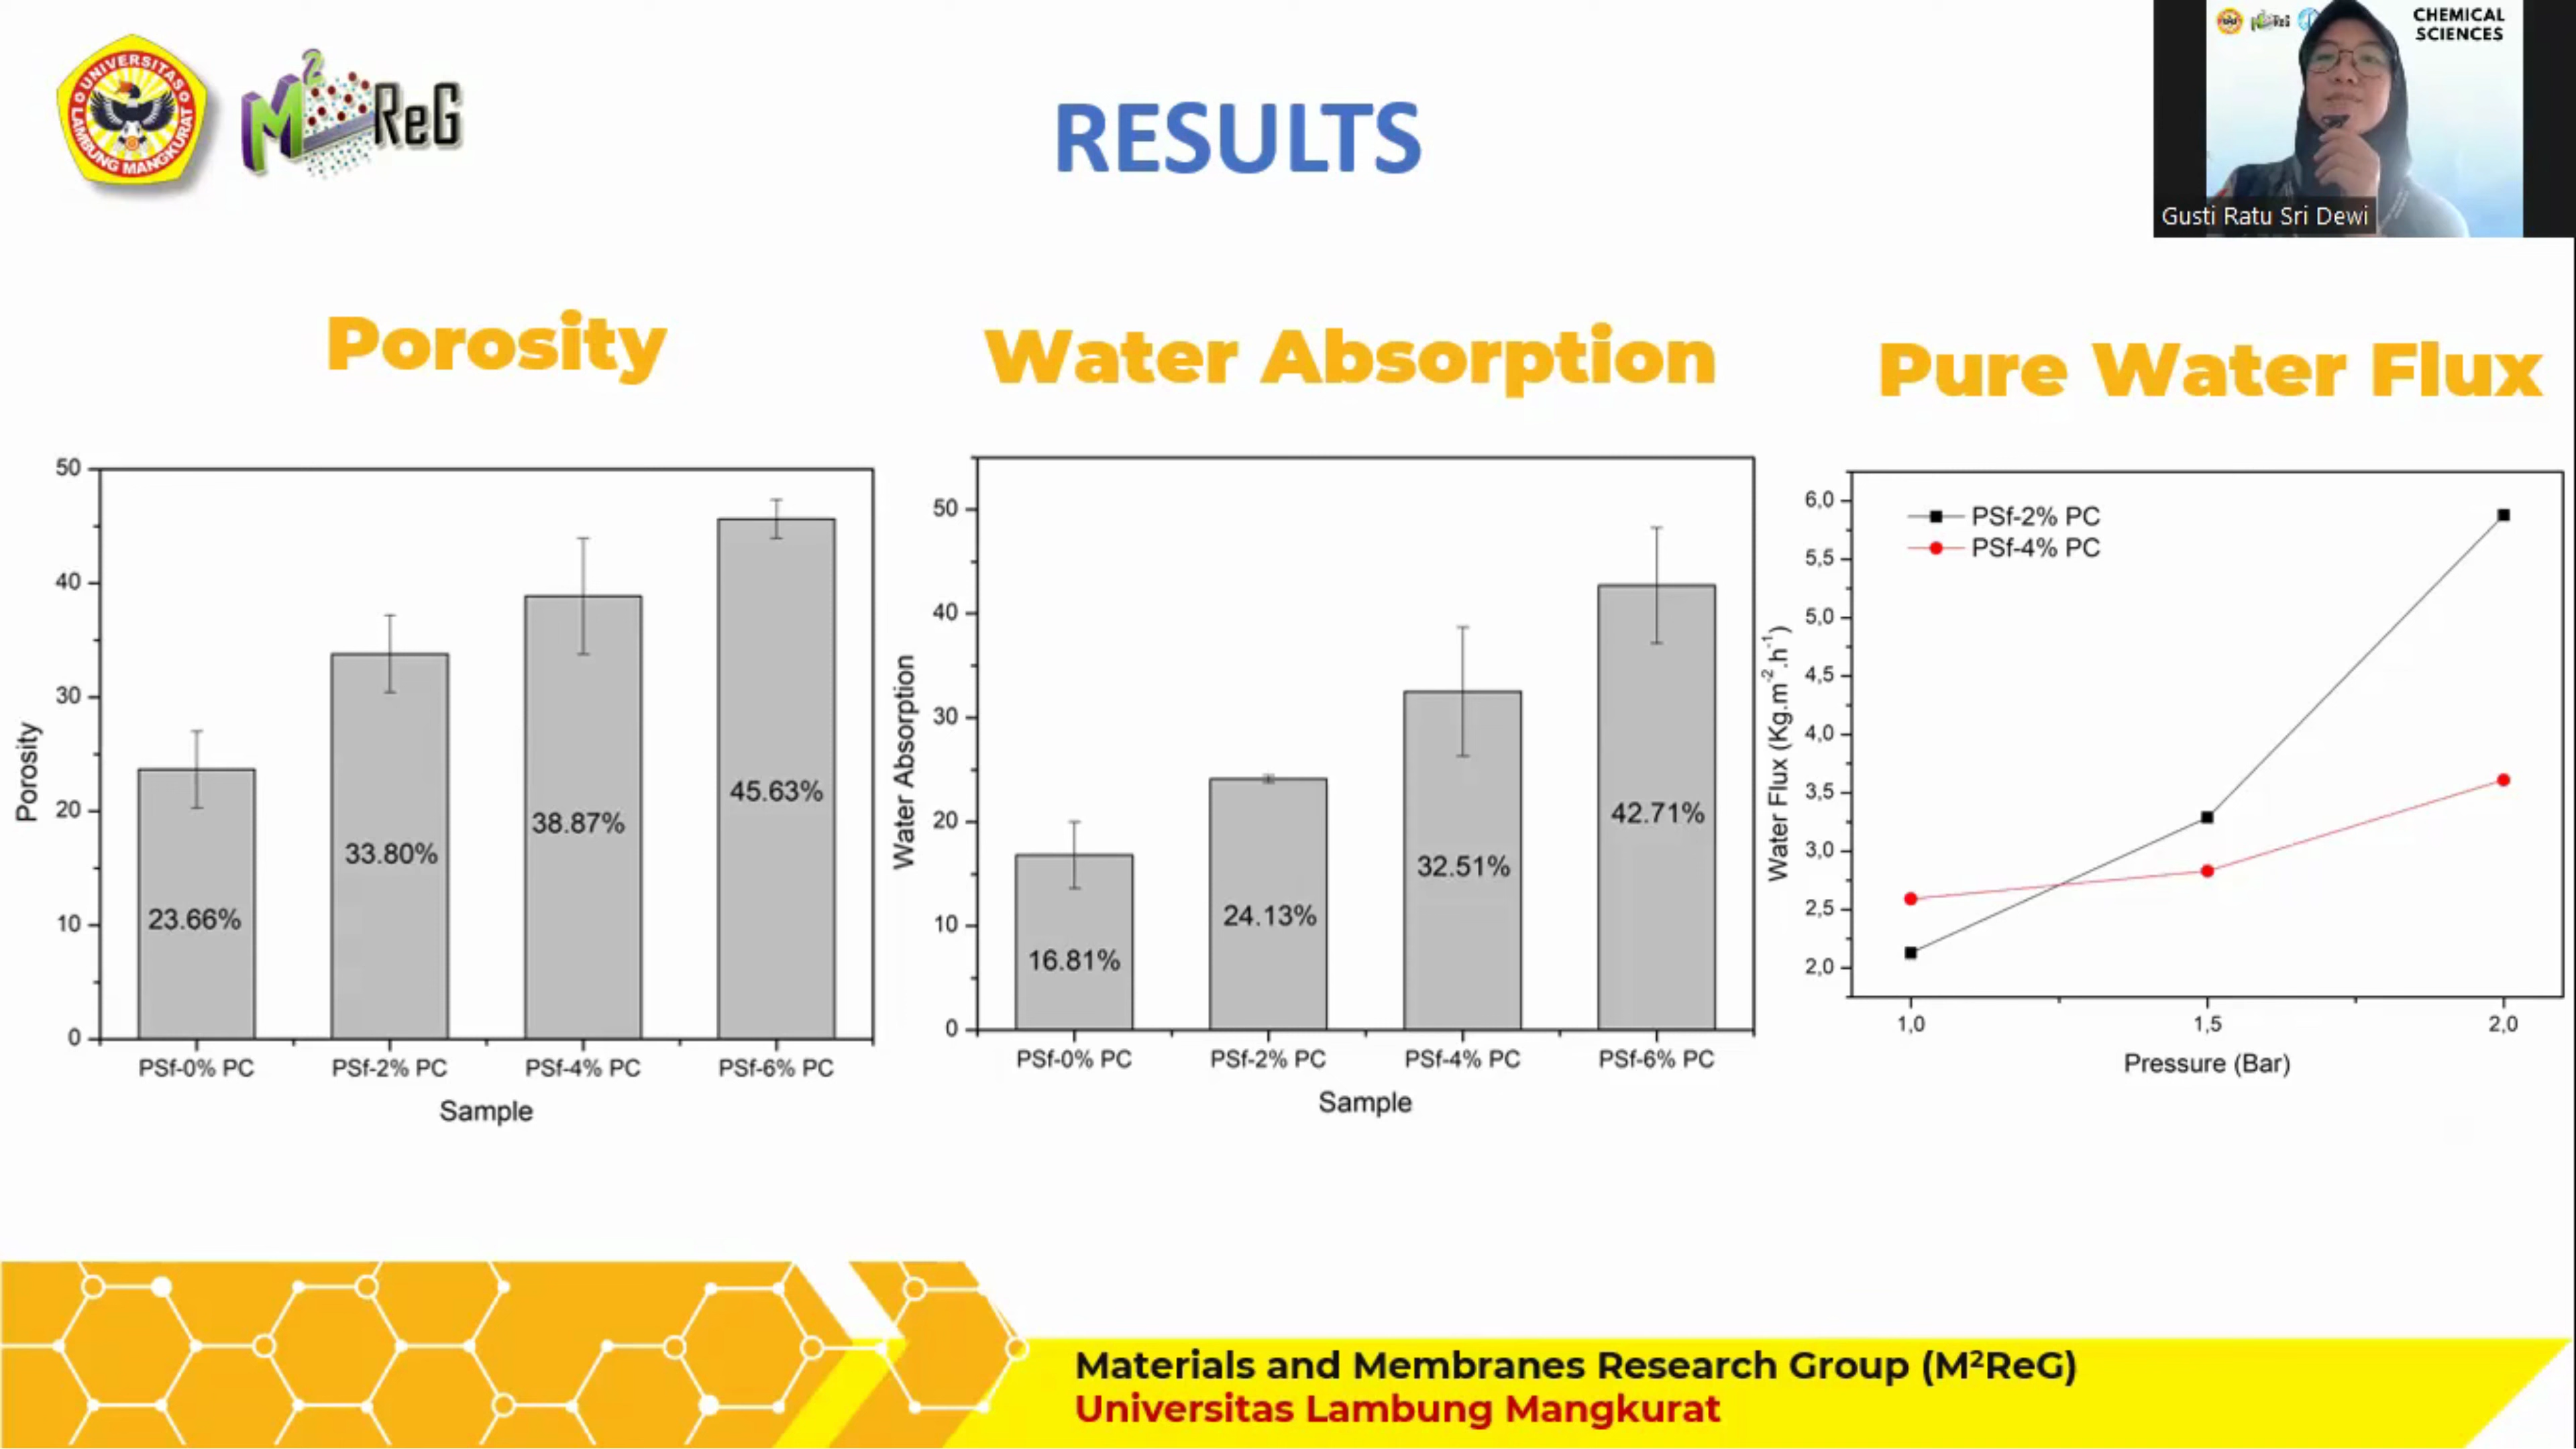 UNIVERSITAS
LAMBUNG MANGKURAT
M²ReG
RESULTS
CHEMICAL
SCIENCES
Gusti Ratu Sri Dewi
Porosity
Water Absorption
Pure Water Flux
50
40
30
20
10
0
Porosity
23.66%
33.80%
38.87%
45.63%
PSf-0% PC
PSf-2% PC
PSf-4% PC
PSf-6% PC
Sample
50
40
30
20
10
0
Water Absorption
16.81%
24.13%
32.51%
42.71%
PSf-0% PC
PSf-2% PC
PSf-4% PC
PSf-6% PC
Sample
6,0
5,5
5,0
4,5
4,0
3,5
3,0
2,5
2,0
Water Flux (Kg.m⁻².h⁻¹)
PSf-2% PC
PSf-4% PC
1,0
1,5
2,0
Pressure (Bar)
Materials and Membranes Research Group (M²ReG)
Universitas Lambung Mangkurat